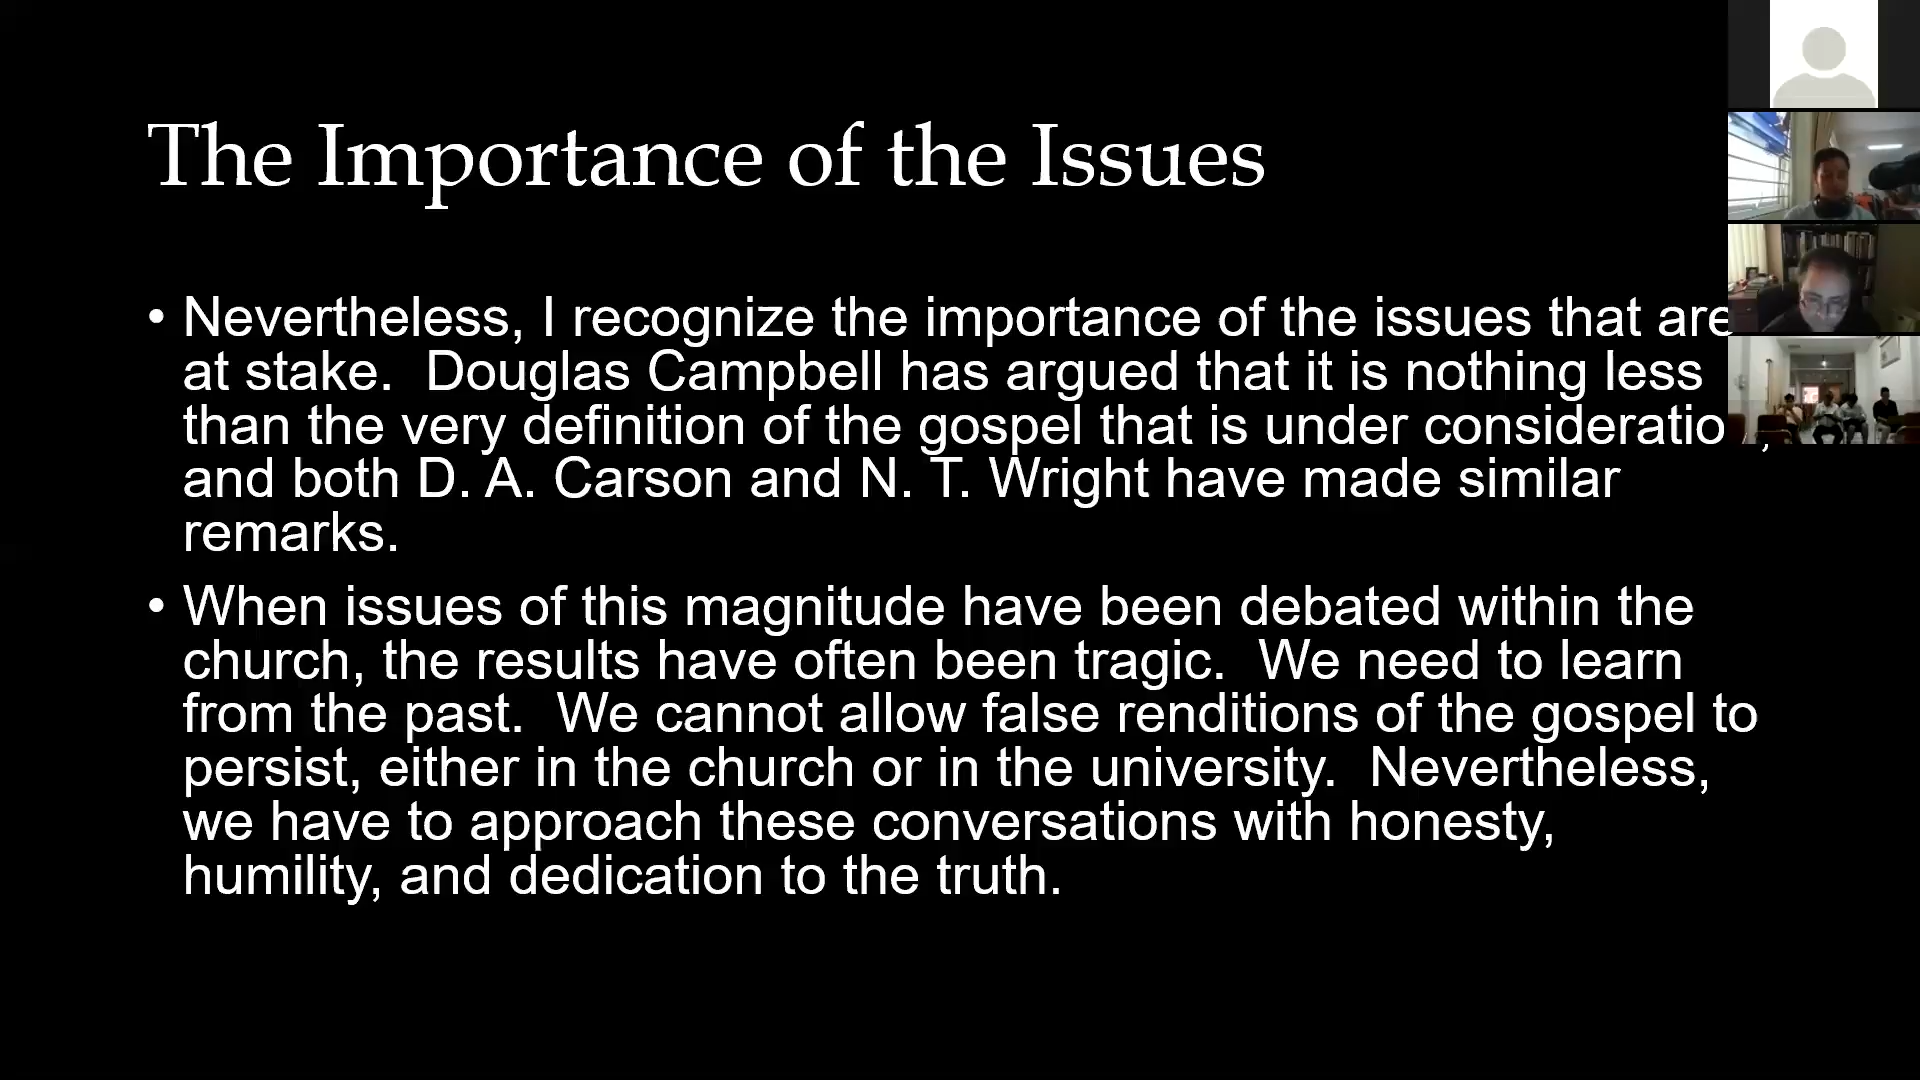 The Importance of the Issues
• Nevertheless, I recognize the importance of the issues that are
at stake.  Douglas Campbell has argued that it is nothing less
than the very definition of the gospel that is under consideratio ,
and both D. A. Carson and N. T. Wright have made similar
remarks.
• When issues of this magnitude have been debated within the
church, the results have often been tragic.  We need to learn
from the past.  We cannot allow false renditions of the gospel to
persist, either in the church or in the university.  Nevertheless,
we have to approach these conversations with honesty,
humility, and dedication to the truth.